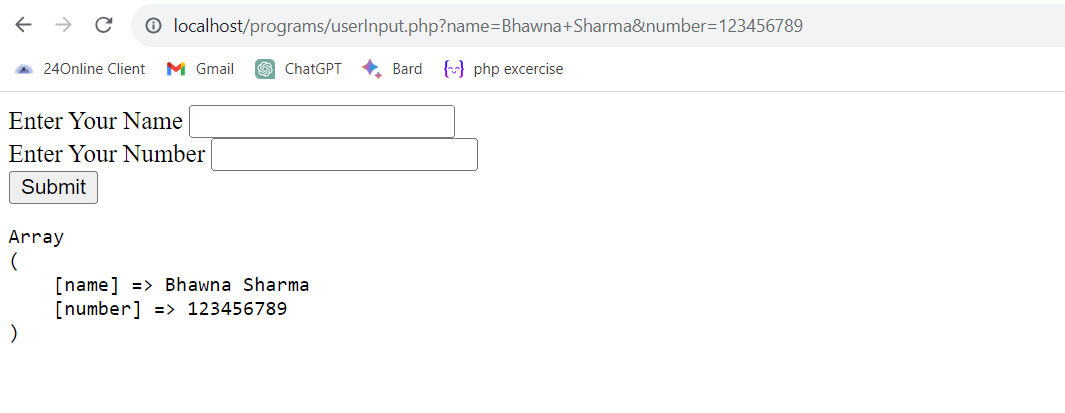 localhost/programs/userInput.php?name=Bhawna+Sharma&number=123456789
24Online Client Gmail ChatGPT Bard {··} php excercise
Enter Your Name
Enter Your Number
Submit
Array
(
[name] => Bhawna Sharma
[number] => 123456789
)